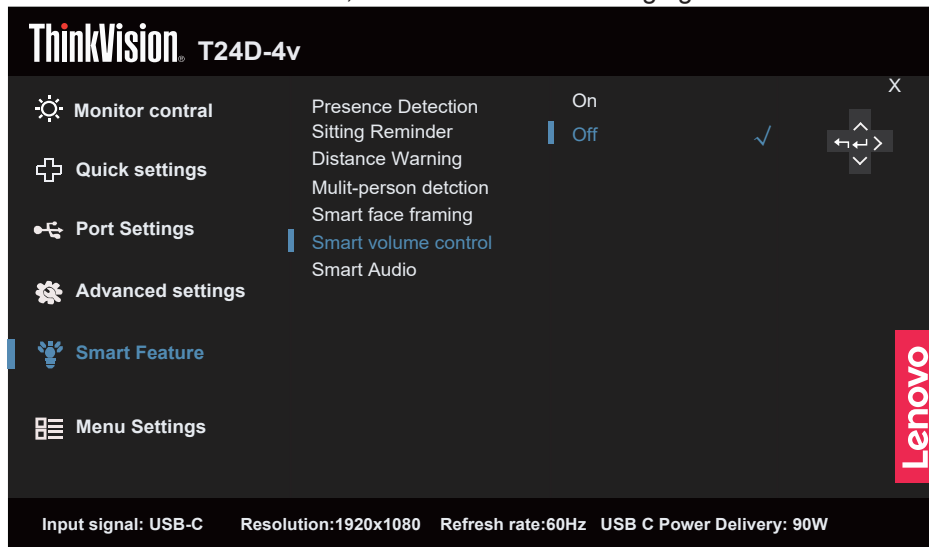 ThinkVision® T24D-4v
X
Monitor contral
Quick settings
Port Settings
Advanced settings
Smart Feature
Menu Settings
Presence Detection
Sitting Reminder
Distance Warning
Mulit-person detction
Smart face framing
Smart volume control
Smart Audio
On
Off √
Lenovo
Input signal: USB-C Resolution:1920x1080 Refresh rate:60Hz USB C Power Delivery: 90W